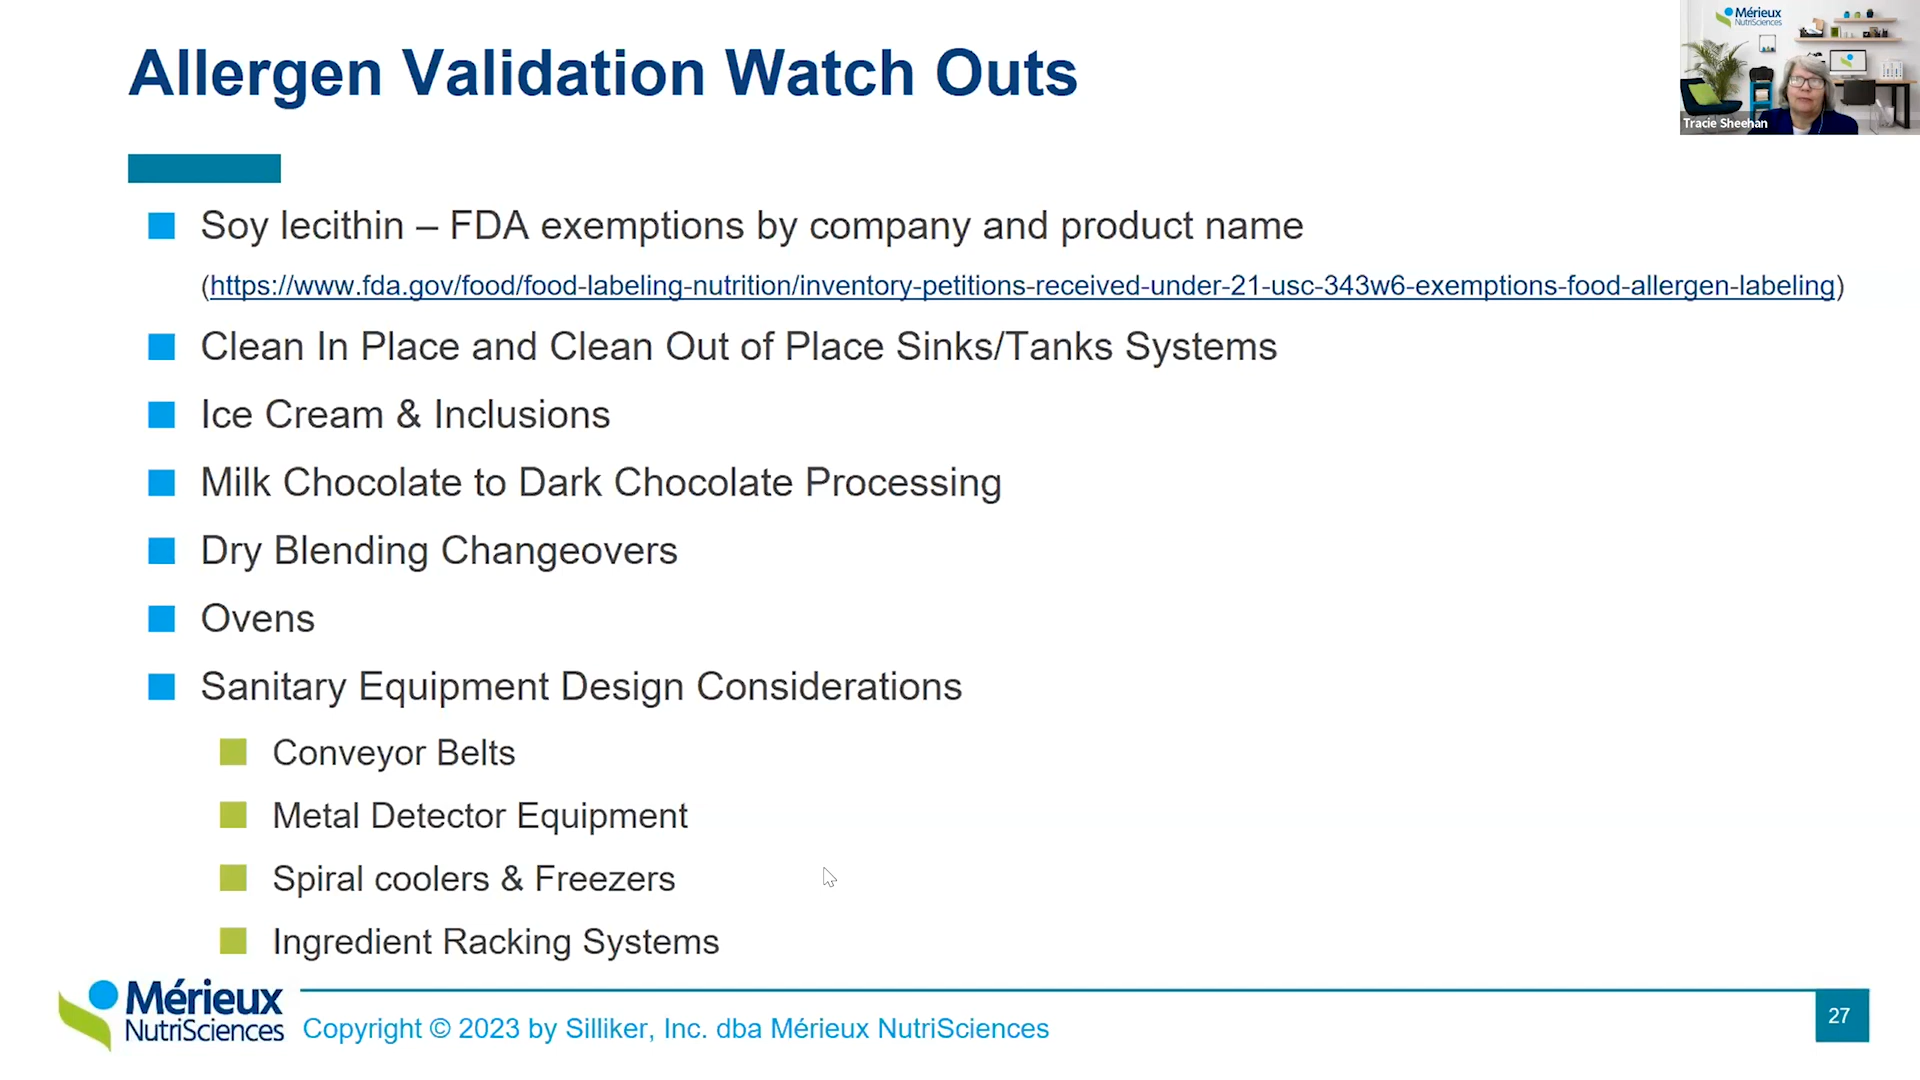 Allergen Validation Watch Outs
Mérieux
NutriSciences
Tracie Sheehan
Soy lecithin – FDA exemptions by company and product name
(https://www.fda.gov/food/food-labeling-nutrition/inventory-petitions-received-under-21-usc-343w6-exemptions-food-allergen-labeling)
Clean In Place and Clean Out of Place Sinks/Tanks Systems
Ice Cream & Inclusions
Milk Chocolate to Dark Chocolate Processing
Dry Blending Changeovers
Ovens
Sanitary Equipment Design Considerations
Conveyor Belts
Metal Detector Equipment
Spiral coolers & Freezers
Ingredient Racking Systems
Mérieux
NutriSciences
Copyright © 2023 by Silliker, Inc. dba Mérieux NutriSciences
27